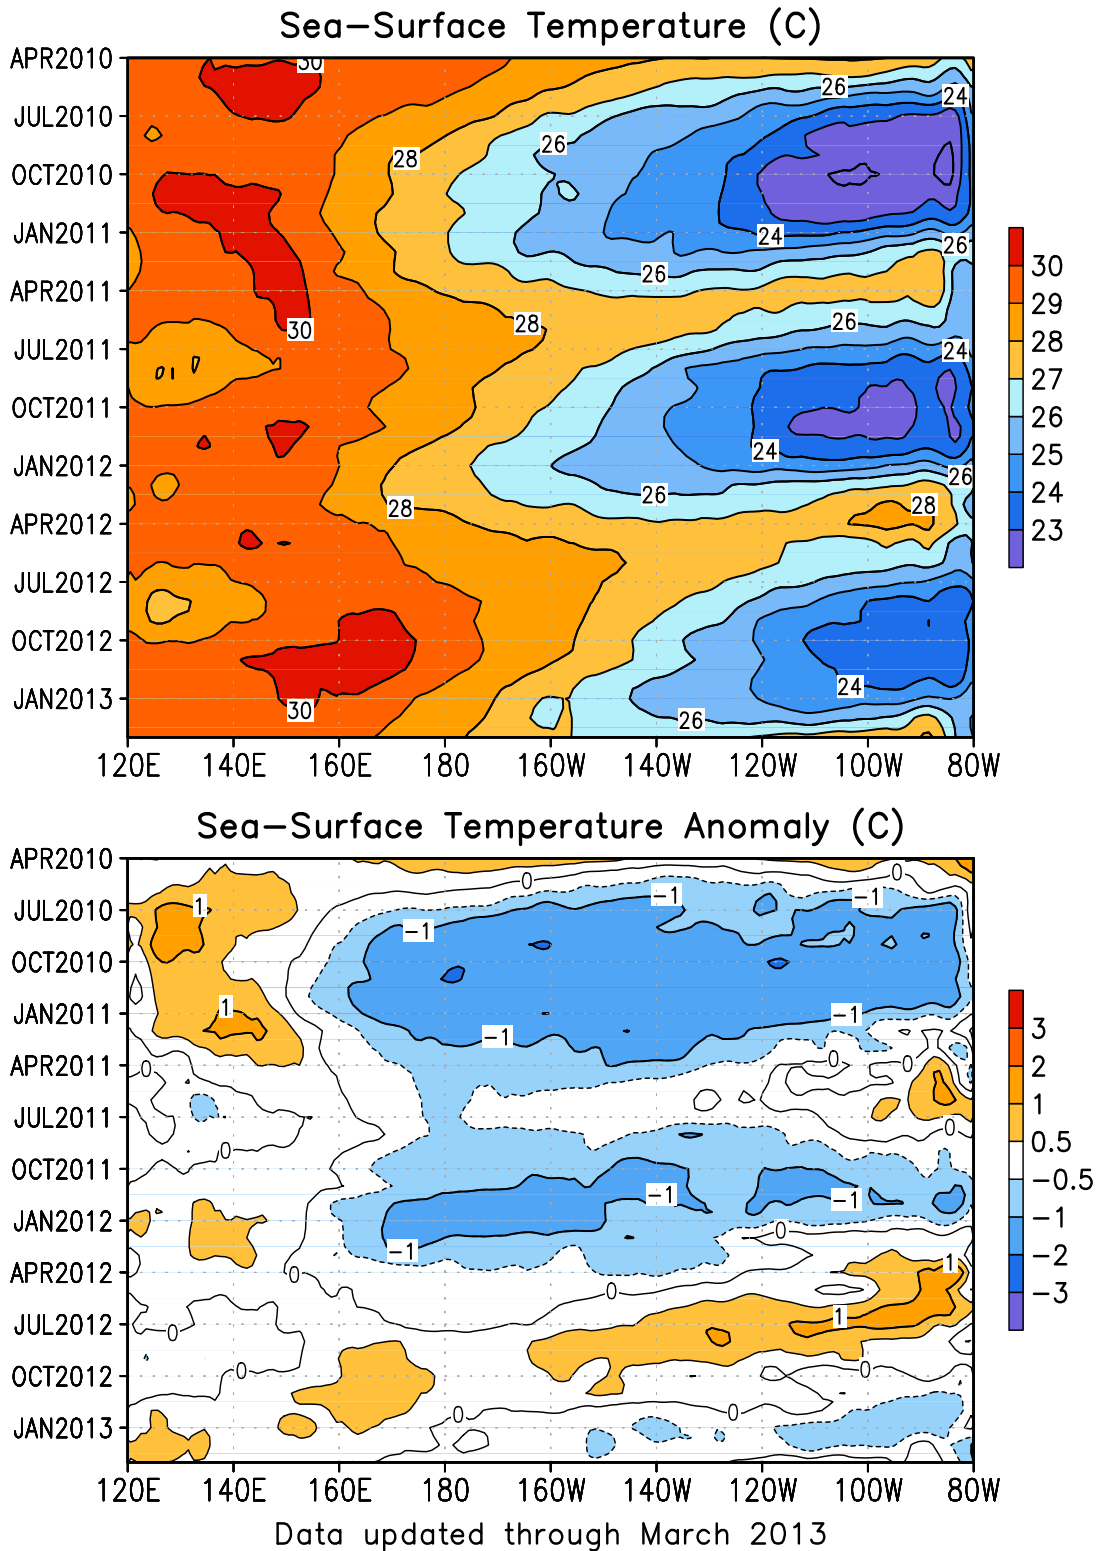 Sea-Surface Temperature (C)
APR2010
JUL2010
OCT2010
JAN2011
APR2011
JUL2011
OCT2011
JAN2012
APR2012
JUL2012
OCT2012
JAN2013
30
26
24
26
28
24
26
26
30
28
26
24
24
26
26
28
28
24
30
26
120E 140E 160E 180 160W 140W 120W 100W 80W
30
29
28
27
26
25
24
23
Sea-Surface Temperature Anomaly (C)
APR2010
JUL2010
OCT2010
JAN2011
APR2011
JUL2011
OCT2011
JAN2012
APR2012
JUL2012
OCT2012
JAN2013
0 0
1 -1 -1
-1
1 -1
-1
0 0 0
0
0
-1 -1
0
-1
1
0 0
1
0
0 0
0 0
120E 140E 160E 180 160W 140W 120W 100W 80W
3
2
1
0.5
-0.5
-1
-2
-3
Data updated through March 2013